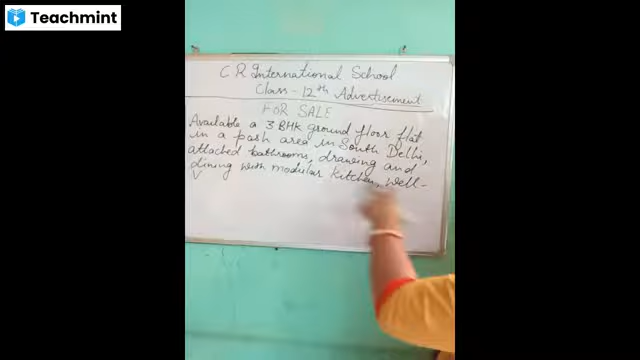 Teachmint
C R International School
Class - 12th Advertisement
FOR SALE
Available a 3 BHK ground floor flat
in a posh area in South Delhi,
attached bathrooms, drawing and
dining with modular kitchen, well-
V